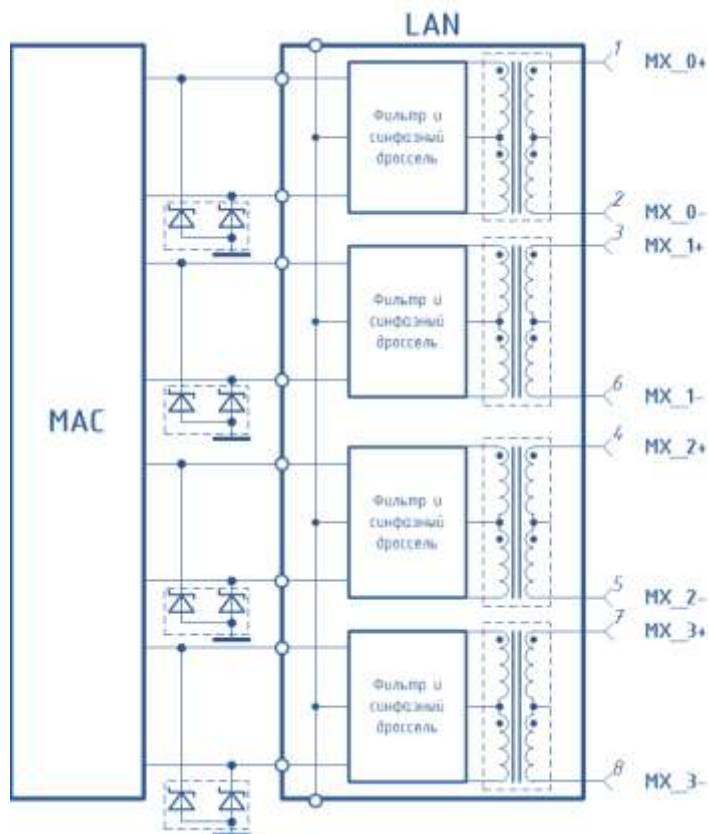 LAN
MAC
1 MX_0+
Фильтр и
синфазный
дроссель
2 MX_0-
3 MX_1+
Фильтр и
синфазный
дроссель
6 MX_1-
4 MX_2+
Фильтр и
синфазный
дроссель
5 MX_2-
7 MX_3+
Фильтр и
синфазный
дроссель
8 MX_3-